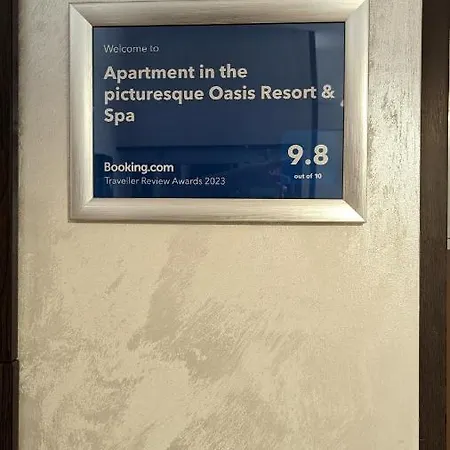 Welcome to
Apartment in the
picturesque Oasis Resort &
Spa
9.8
out of 10
Booking.com
Traveller Review Awards 2023